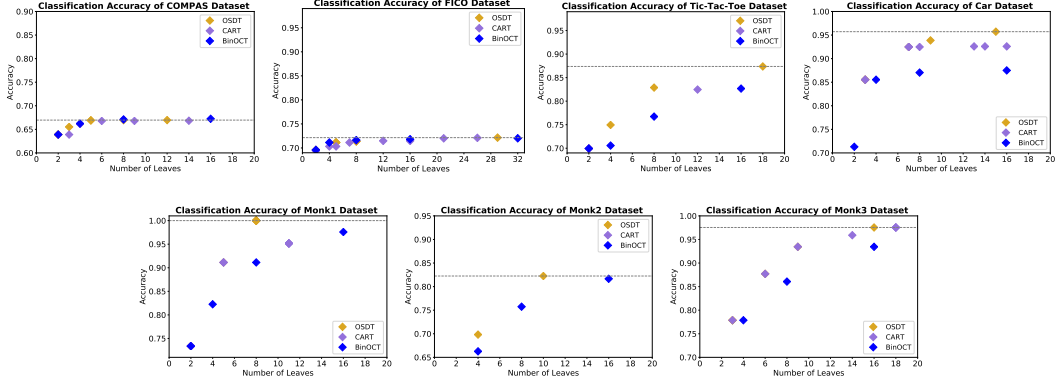 Classification Accuracy of COMPAS Dataset
Accuracy
0.90
0.85
0.80
0.75
0.70
0.65
0.60
0 2 4 6 8 10 12 14 16 18 20
Number of Leaves
OSDT
CART
BinOCT
Classification Accuracy of FICO Dataset
Accuracy
0.95
0.90
0.85
0.80
0.75
0.70
0 4 8 12 16 20 24 28 32
Number of Leaves
OSDT
CART
BinOCT
Classification Accuracy of Tic-Tac-Toe Dataset
Accuracy
0.95
0.90
0.85
0.80
0.75
0.70
0 2 4 6 8 10 12 14 16 18 20
Number of Leaves
OSDT
CART
BinOCT
Classification Accuracy of Car Dataset
Accuracy
1.00
0.95
0.90
0.85
0.80
0.75
0.70
0 2 4 6 8 10 12 14 16 18 20
Number of Leaves
OSDT
CART
BinOCT
Classification Accuracy of Monk1 Dataset
Accuracy
1.00
0.95
0.90
0.85
0.80
0.75
0 2 4 6 8 10 12 14 16 18 20
Number of Leaves
OSDT
CART
BinOCT
Classification Accuracy of Monk2 Dataset
Accuracy
0.95
0.90
0.85
0.80
0.75
0.70
0.65
0 2 4 6 8 10 12 14 16 18 20
Number of Leaves
OSDT
CART
BinOCT
Classification Accuracy of Monk3 Dataset
Accuracy
1.00
0.95
0.90
0.85
0.80
0.75
0.70
0 2 4 6 8 10 12 14 16 18 20
Number of Leaves
OSDT
CART
BinOCT